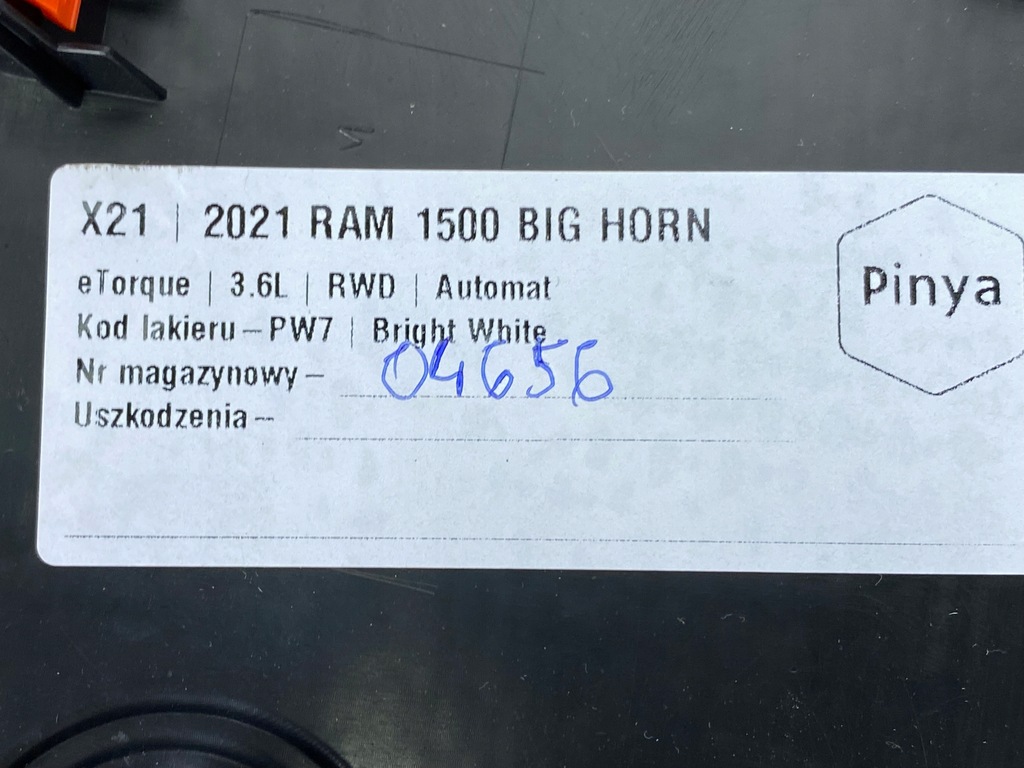 X21 | 2021 RAM 1500 BIG HORN
eTorque | 3.6L | RWD | Automat
Kod lakieru – PW7 | Bright White
Nr magazynowy – 04656
Uszkodzenia –
Pinya